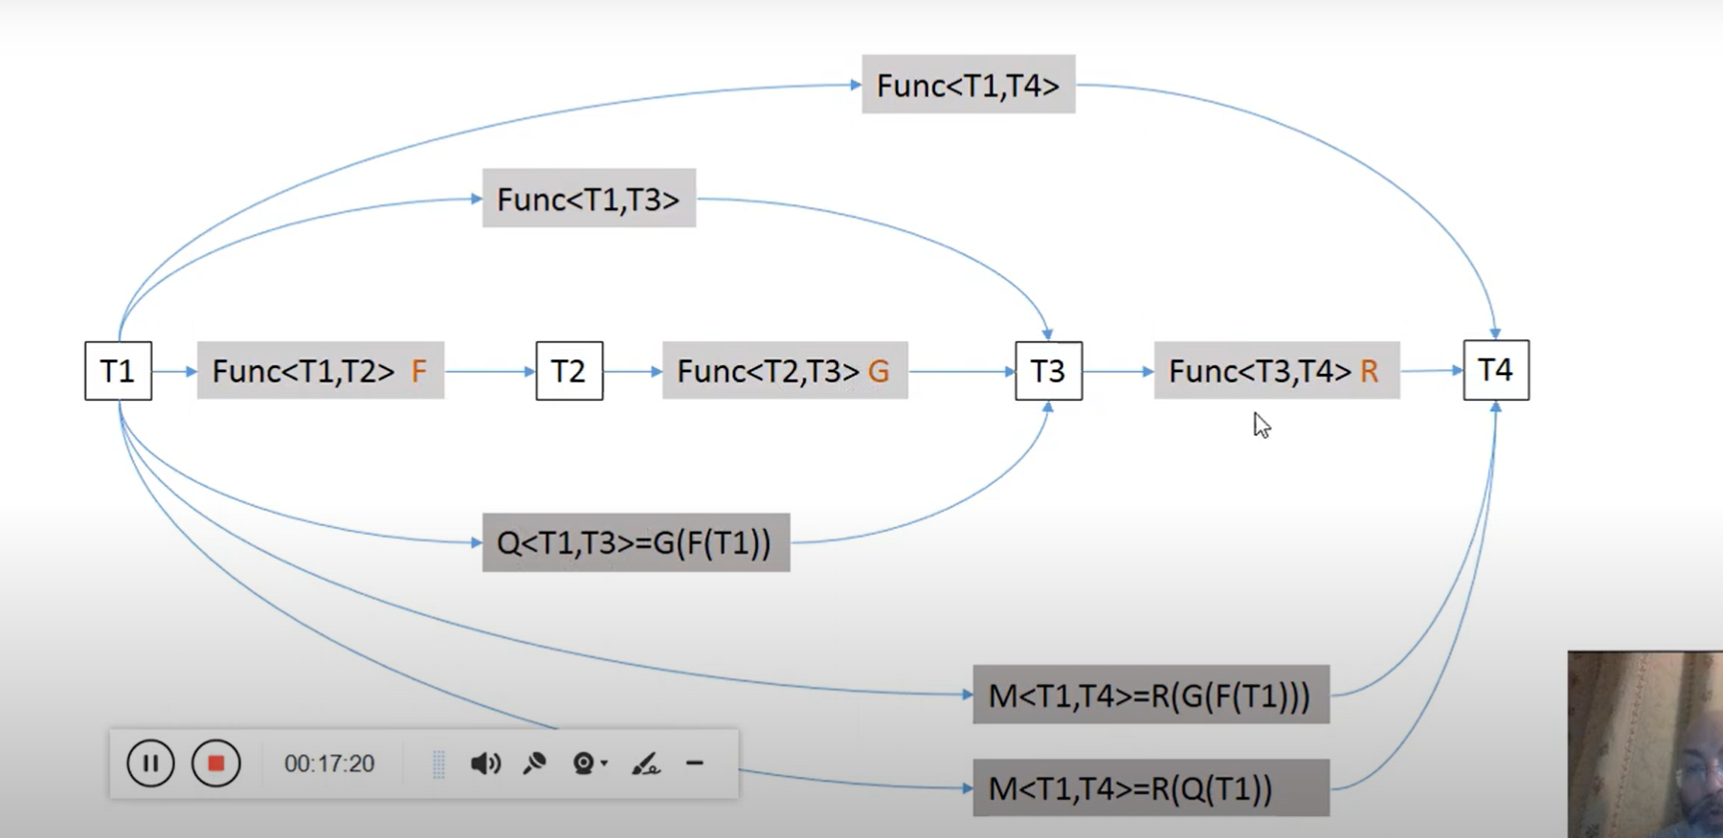 Func<T1,T4>
Func<T1,T3>
T1
Func<T1,T2> F
T2
Func<T2,T3> G
T3
Func<T3,T4> R
T4
Q<T1,T3>=G(F(T1))
M<T1,T4>=R(G(F(T1)))
00:17:20
M<T1,T4>=R(Q(T1))